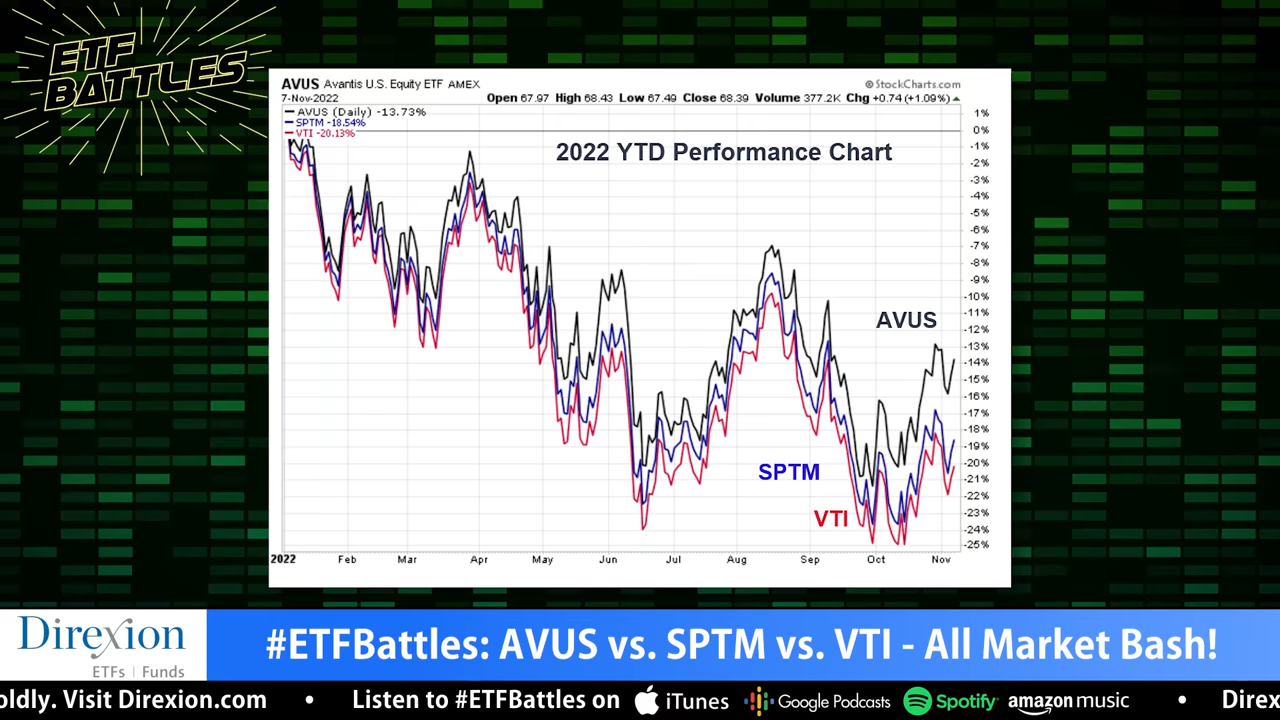 ETF
BATTLES
AVUS Avantis U.S. Equity ETF AMEX
© StockCharts.com
7-Nov-2022
Open 67.97 High 68.43 Low 67.49 Close 68.39 Volume 377.2K Chg +0.74 (+1.09%)
AVUS (Daily) -13.73%
SPTM -18.54%
VTI -20.13%
2022 YTD Performance Chart
1%
0%
-1%
-2%
-3%
-4%
-5%
-6%
-7%
-8%
-9%
-10%
-11%
-12%
-13%
-14%
-15%
-16%
-17%
-18%
-19%
-20%
-21%
-22%
-23%
-24%
-25%
AVUS
SPTM
VTI
2022 Feb Mar Apr May Jun Jul Aug Sep Oct Nov
Direxion
ETFs | Funds
#ETFBattles: AVUS vs. SPTM vs. VTI - All Market Bash!
oldly. Visit Direxion.com • Listen to #ETFBattles on iTunes Google Podcasts Spotify amazon music • Direx